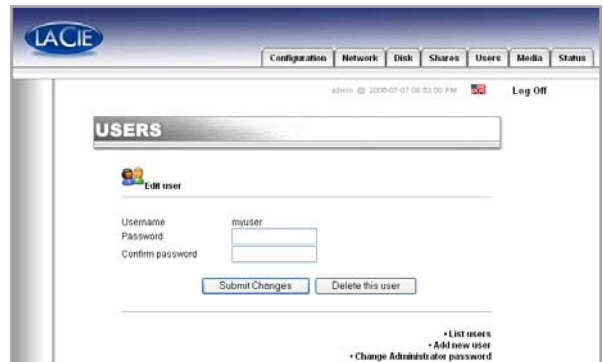 LACIE
Configuration Network Disk Shares Users Media Status
admin @ 2006-07-07 08:53:50 PM Log Off
USERS
Edit user
Username myuser
Password
Confirm password
Submit Changes Delete this user
• List users
• Add new user
• Change Administrator password